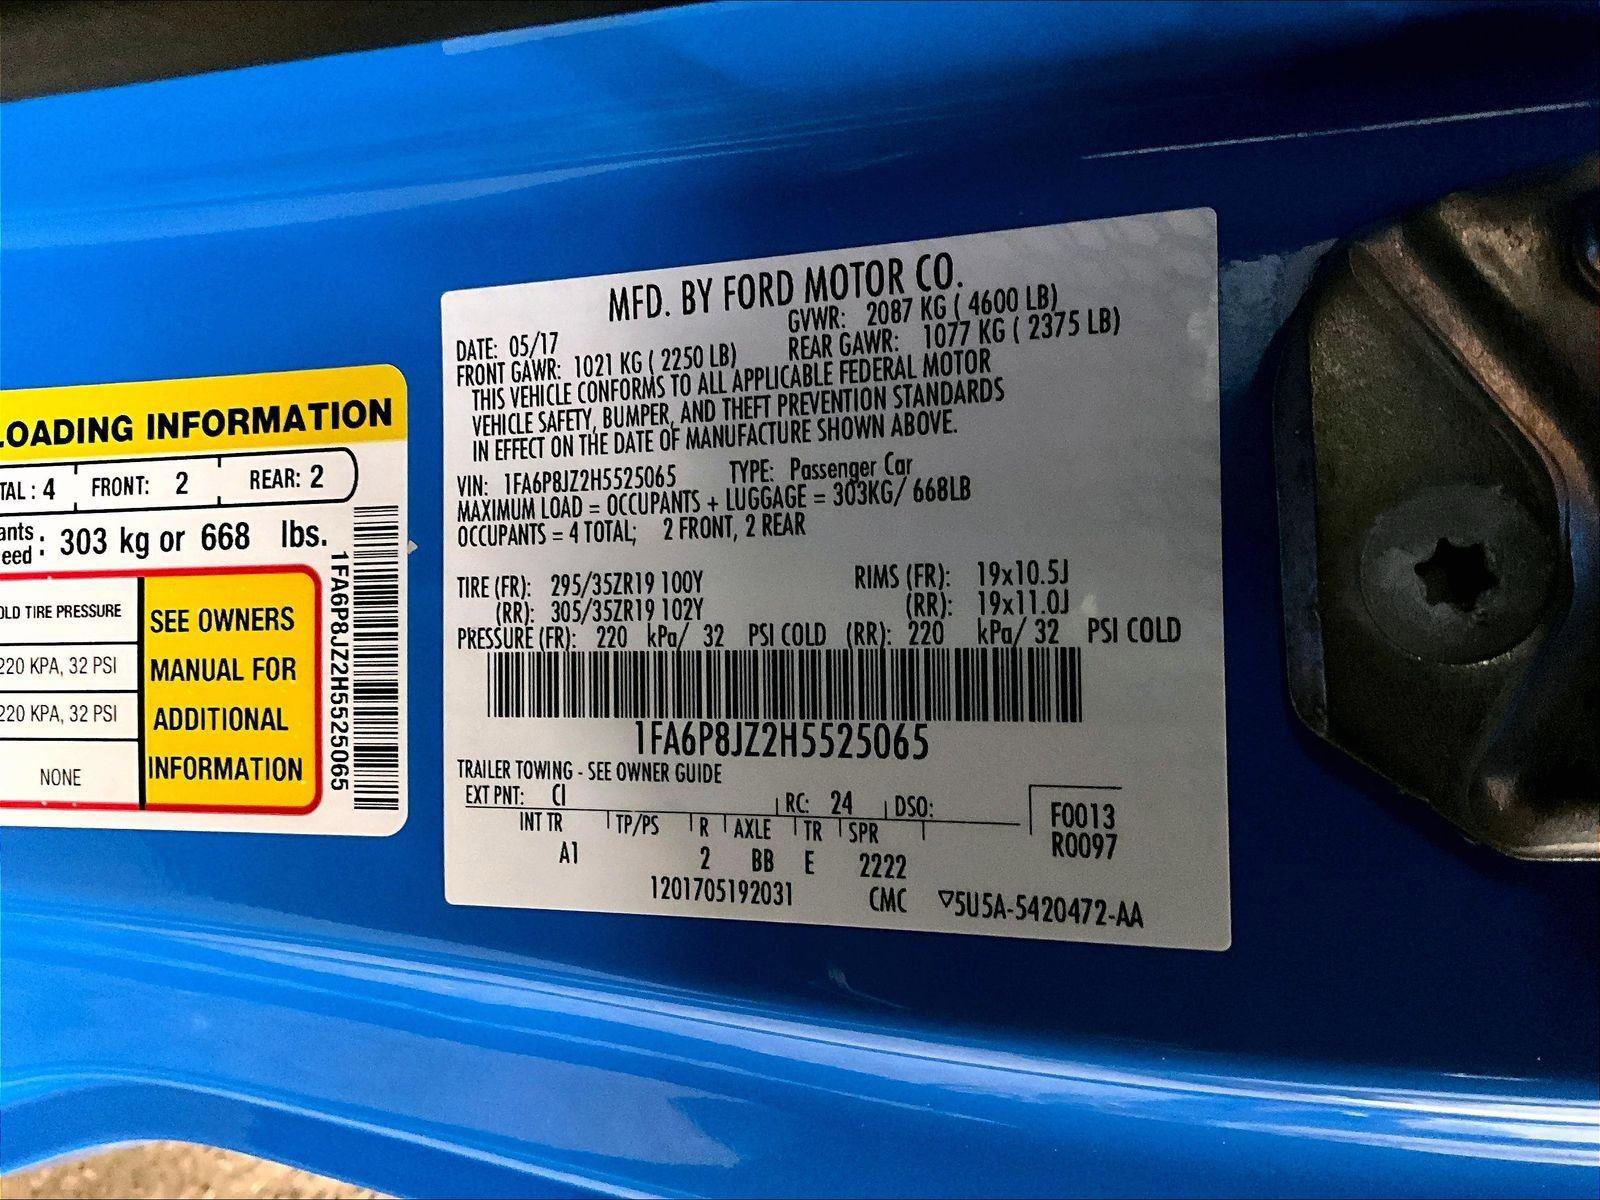 LOADING INFORMATION
TAL : 4 FRONT: 2 REAR: 2
ants
eed : 303 kg or 668 lbs.
OLD TIRE PRESSURE
220 KPA, 32 PSI
220 KPA, 32 PSI
NONE
SEE OWNERS
MANUAL FOR
ADDITIONAL
INFORMATION
1FA6P8JZ2H5525065
MFD. BY FORD MOTOR CO.
DATE: 05/17 GVWR: 2087 KG ( 4600 LB)
FRONT GAWR: 1021 KG ( 2250 LB) REAR GAWR: 1077 KG ( 2375 LB)
THIS VEHICLE CONFORMS TO ALL APPLICABLE FEDERAL MOTOR
VEHICLE SAFETY, BUMPER, AND THEFT PREVENTION STANDARDS
IN EFFECT ON THE DATE OF MANUFACTURE SHOWN ABOVE.
VIN: 1FA6P8JZ2H5525065 TYPE: Passenger Car
MAXIMUM LOAD = OCCUPANTS + LUGGAGE = 303KG/ 668LB
OCCUPANTS = 4 TOTAL; 2 FRONT, 2 REAR
TIRE (FR): 295/35ZR19 100Y RIMS (FR): 19x10.5J
(RR): 305/35ZR19 102Y (RR): 19x11.0J
PRESSURE (FR): 220 kPa/ 32 PSI COLD (RR): 220 kPa/ 32 PSI COLD
1FA6P8JZ2H5525065
TRAILER TOWING - SEE OWNER GUIDE
EXT PNT: CI RC: 24 DSO:
INT TR TP/PS R AXLE TR SPR
A1 2 BB E 2222
F0013
R0097
1201705192031 CMC ▽5U5A-5420472-AA